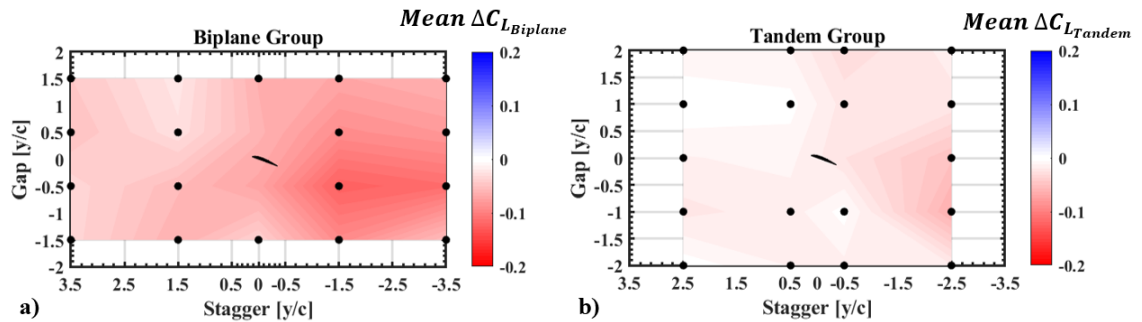 a)
Biplane Group
Mean ΔC_L_Biplane
Gap [y/c]
2
1.5
0.5
0
-0.5
-1
-1.5
-2
3.5 2.5 1.5 0.5 0 -0.5 -1.5 -2.5 -3.5
Stagger [y/c]
0.2
0.1
0
-0.1
-0.2
b)
Tandem Group
Mean ΔC_L_Tandem
Gap [y/c]
2
1.5
1
0.5
0
-0.5
-1
-1.5
-2
3.5 2.5 1.5 0.5 0 -0.5 -1.5 -2.5 -3.5
Stagger [y/c]
0.2
0.1
0
-0.1
-0.2